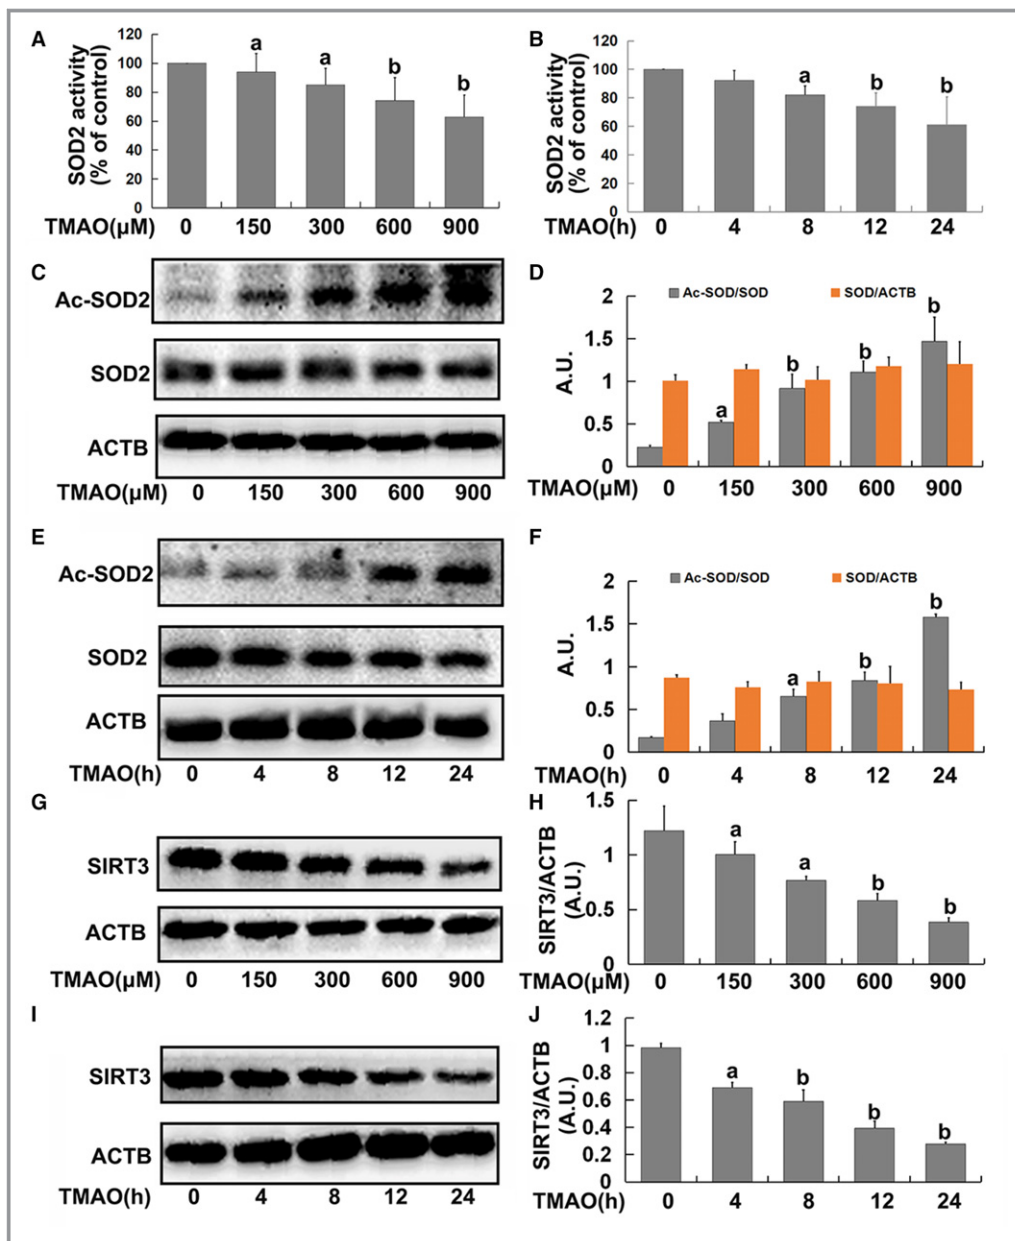 A
SOD2 activity
(% of control)
120
100
80
60
40
20
0
a
a
b
b
TMAO(µM) 0 150 300 600 900
B
SOD2 activity
(% of control)
120
100
80
60
40
20
0
a
b
b
TMAO(h) 0 4 8 12 24
C
Ac-SOD2
SOD2
ACTB
TMAO(µM) 0 150 300 600 900
D
Ac-SOD/SOD SOD/ACTB
A.U.
2
1.5
1
0.5
0
a
b
b
b
TMAO(µM) 0 150 300 600 900
E
Ac-SOD2
SOD2
ACTB
TMAO(h) 0 4 8 12 24
F
Ac-SOD/SOD SOD/ACTB
A.U.
2
1.5
1
0.5
0
a
b
b
TMAO(h) 0 4 8 12 24
G
SIRT3
ACTB
TMAO(µM) 0 150 300 600 900
H
SIRT3/ACTB
(A.U.)
1.5
1
0.5
0
a
a
b
b
TMAO(µM) 0 150 300 600 900
I
SIRT3
ACTB
TMAO(h) 0 4 8 12 24
J
SIRT3/ACTB
(A.U.)
1.2
1
0.8
0.6
0.4
0.2
0
a
b
b
b
TMAO(h) 0 4 8 12 24